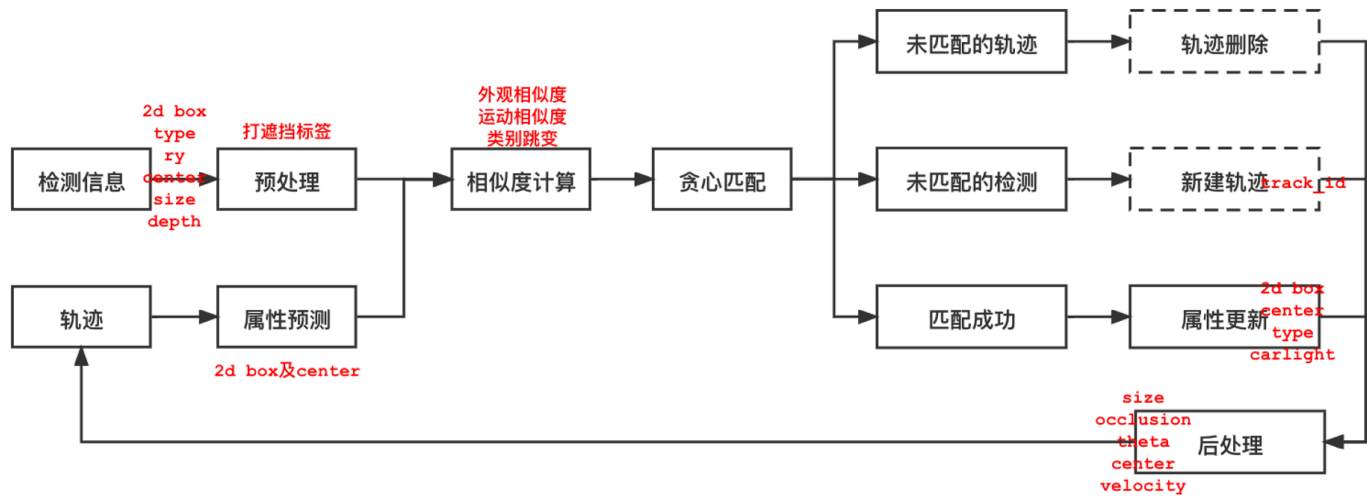 未匹配的轨迹
轨迹删除
外观相似度
运动相似度
类别跳变
2d box
type
ry
center
size
depth
打遮挡标签
检测信息
预处理
相似度计算
贪心匹配
未匹配的检测
新建轨迹
track_id
轨迹
属性预测
2d box及center
匹配成功
属性更新
2d box
center
type
carlight
size
occlusion
theta
center
velocity
后处理